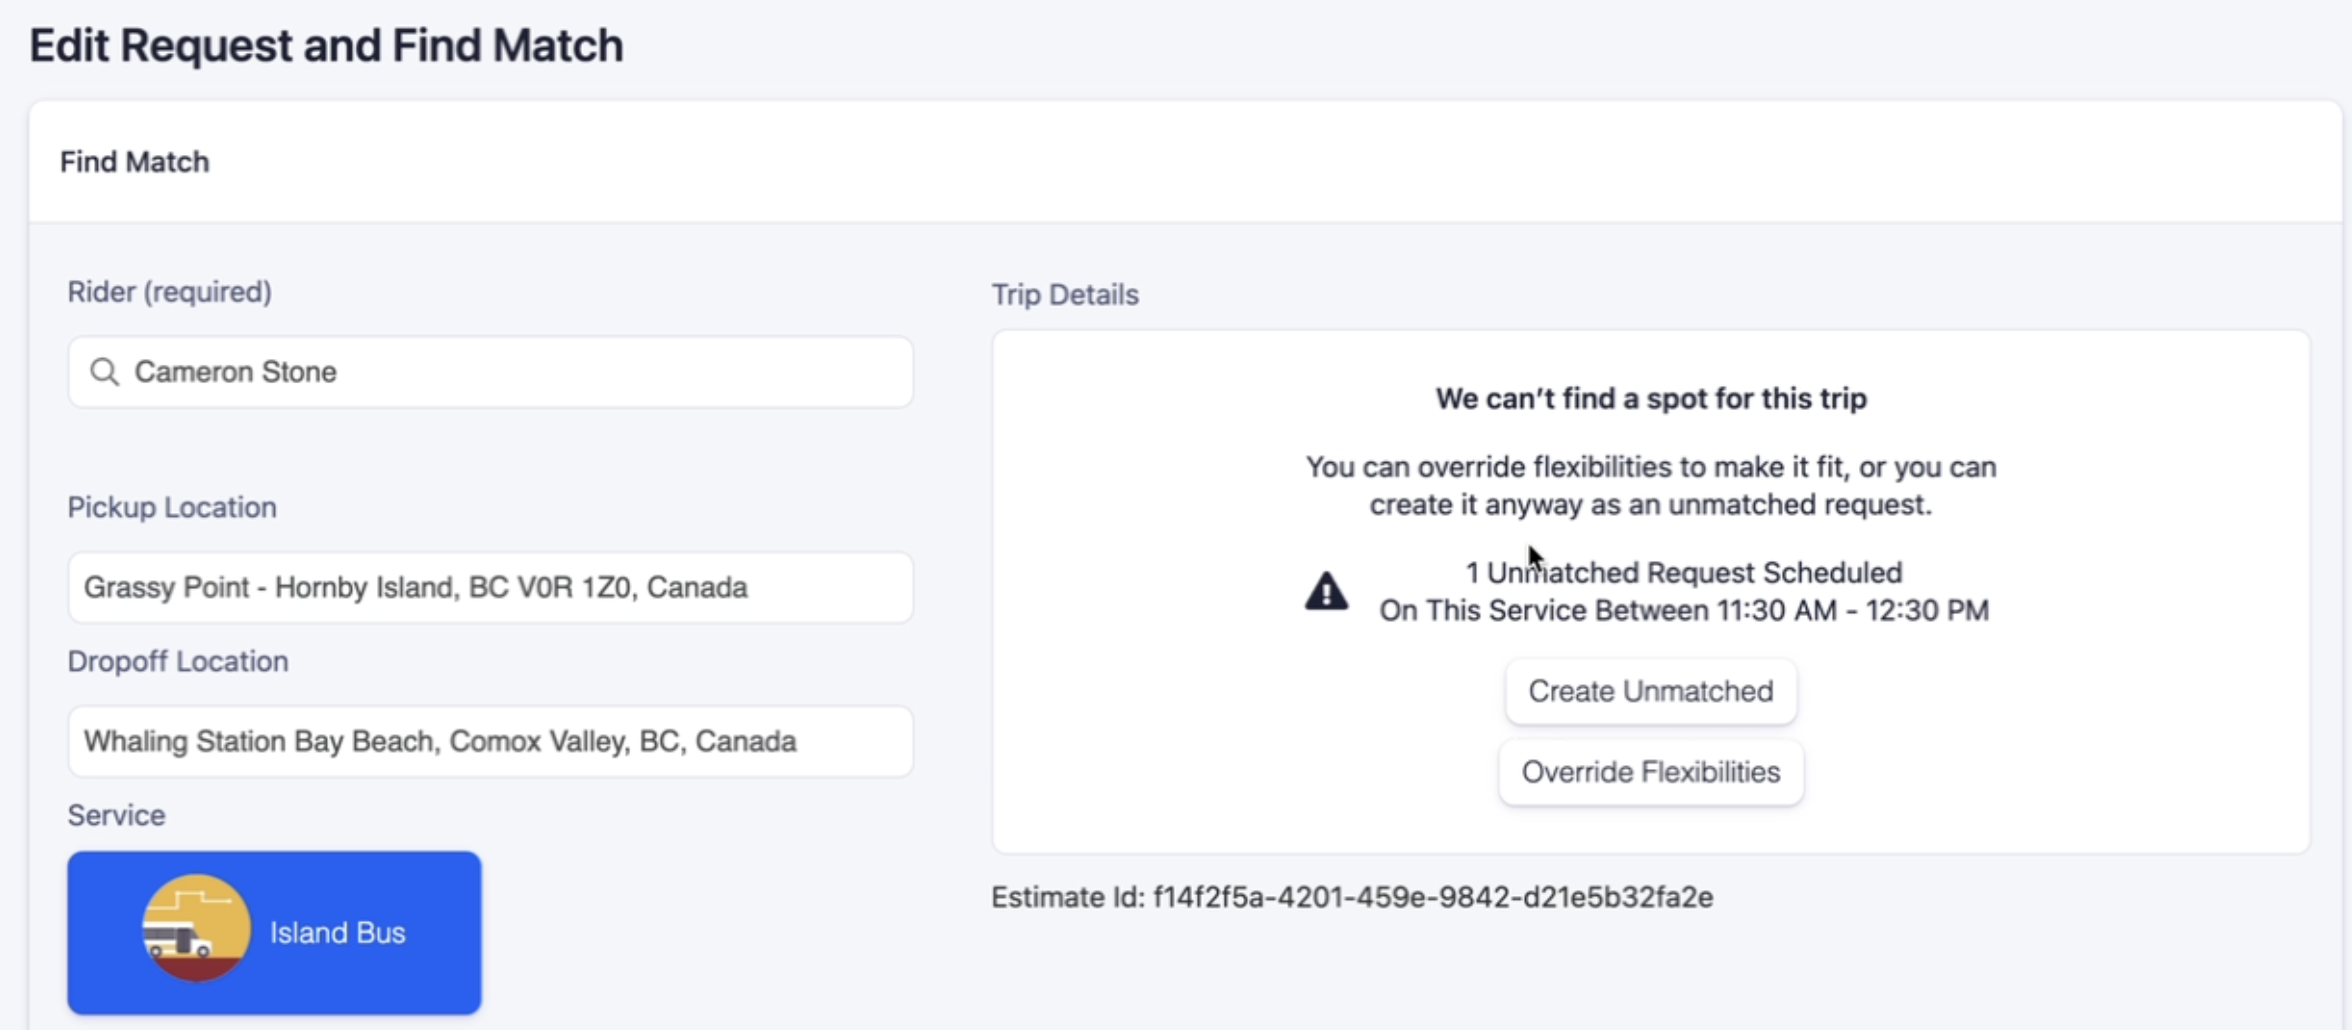 Edit Request and Find Match
Find Match
Rider (required)
Cameron Stone
Pickup Location
Grassy Point - Hornby Island, BC V0R 1Z0, Canada
Dropoff Location
Whaling Station Bay Beach, Comox Valley, BC, Canada
Service
Island Bus
Trip Details
We can’t find a spot for this trip
You can override flexibilities to make it fit, or you can
create it anyway as an unmatched request.
1 Unmatched Request Scheduled
On This Service Between 11:30 AM - 12:30 PM
Create Unmatched
Override Flexibilities
Estimate Id: f14f2f5a-4201-459e-9842-d21e5b32fa2e